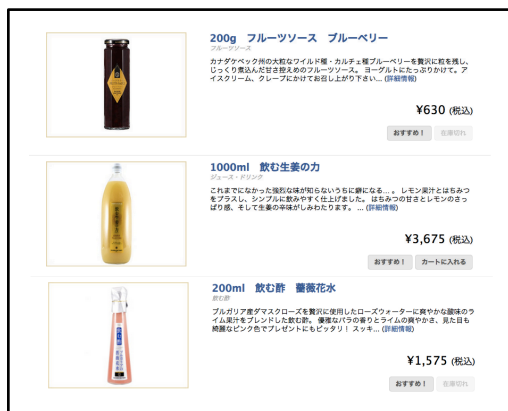 200g フルーツソース ブルーベリー
フルーツソース
カナダケベック州の大粒なワイルド種・カルチェ種ブルーベリーを贅沢に粒を残し、
じっくり煮込んだ甘さ控えめのフルーツソース。 ヨーグルトにたっぷりかけて。ア
イスクリーム、クレープにかけてお召し上がり下さい... (詳細情報)
¥630 (税込)
おすすめ！ 在庫切れ
1000ml 飲む生姜の力
ジュース・ドリンク
これまでになかった強烈な味が知らないうちに癖になる... 。 レモン果汁とはちみつ
をプラスし、シンプルに飲みやすく仕上げました。 はちみつの甘さとレモンのさっ
ぱり感、そして生姜の辛味がしみわたります。 ... (詳細情報)
¥3,675 (税込)
おすすめ！ カートに入れる
200ml 飲む酢 薔薇花水
飲む酢
ブルガリア産ダマスクローズを贅沢に使用したローズウォーターに爽やかな酸味のラ
イム果汁をブレンドした飲む酢。 優雅なバラの香りとライムの爽やかさ、見た目も
綺麗なピンク色でプレゼントにもピッタリ！ スッキ... (詳細情報)
¥1,575 (税込)
おすすめ！ 在庫切れ